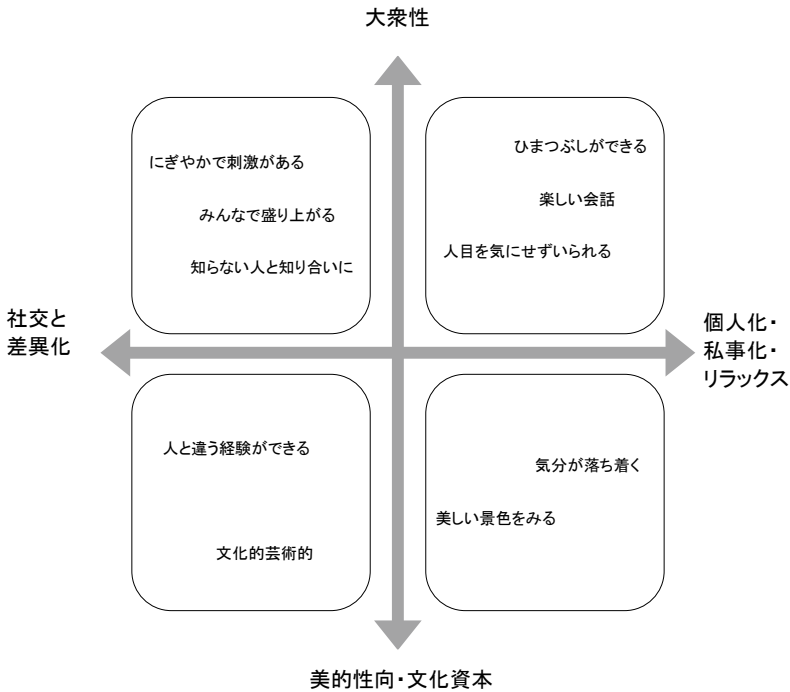 大衆性
にぎやかで刺激がある
みんなで盛り上がる
知らない人と知り合いに
ひまつぶしができる
楽しい会話
人目を気にせずいられる
社交と
差異化
個人化・
私事化・
リラックス
人と違う経験ができる
文化的芸術的
気分が落ち着く
美しい景色をみる
美的性向・文化資本